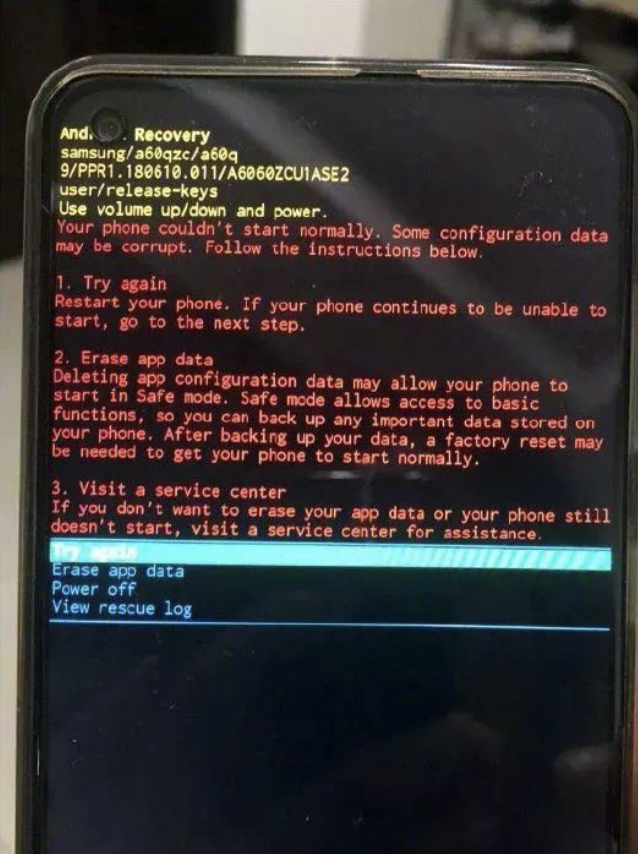 Recovery
samsung/a60qzc/a60q
9/PPR1.180610.011/A6060ZCU1ASE2
user/release-keys
Use volume up/down and power.
Your phone couldn't start normally. Some configuration data
may be corrupt. Follow the instructions below.
1. Try again
Restart your phone. If your phone continues to be unable to
start, go to the next step.
2. Erase app data
Deleting app configuration data may allow your phone to
start in Safe mode. Safe mode allows access to basic
functions, so you can back up any important data stored on
your phone. After backing up your data, a factory reset may
be needed to get your phone to start normally.
3. Visit a service center
If you don't want to erase your app data or your phone still
doesn't start, visit a service center for assistance.
Try again
Erase app data
Power off
View rescue log